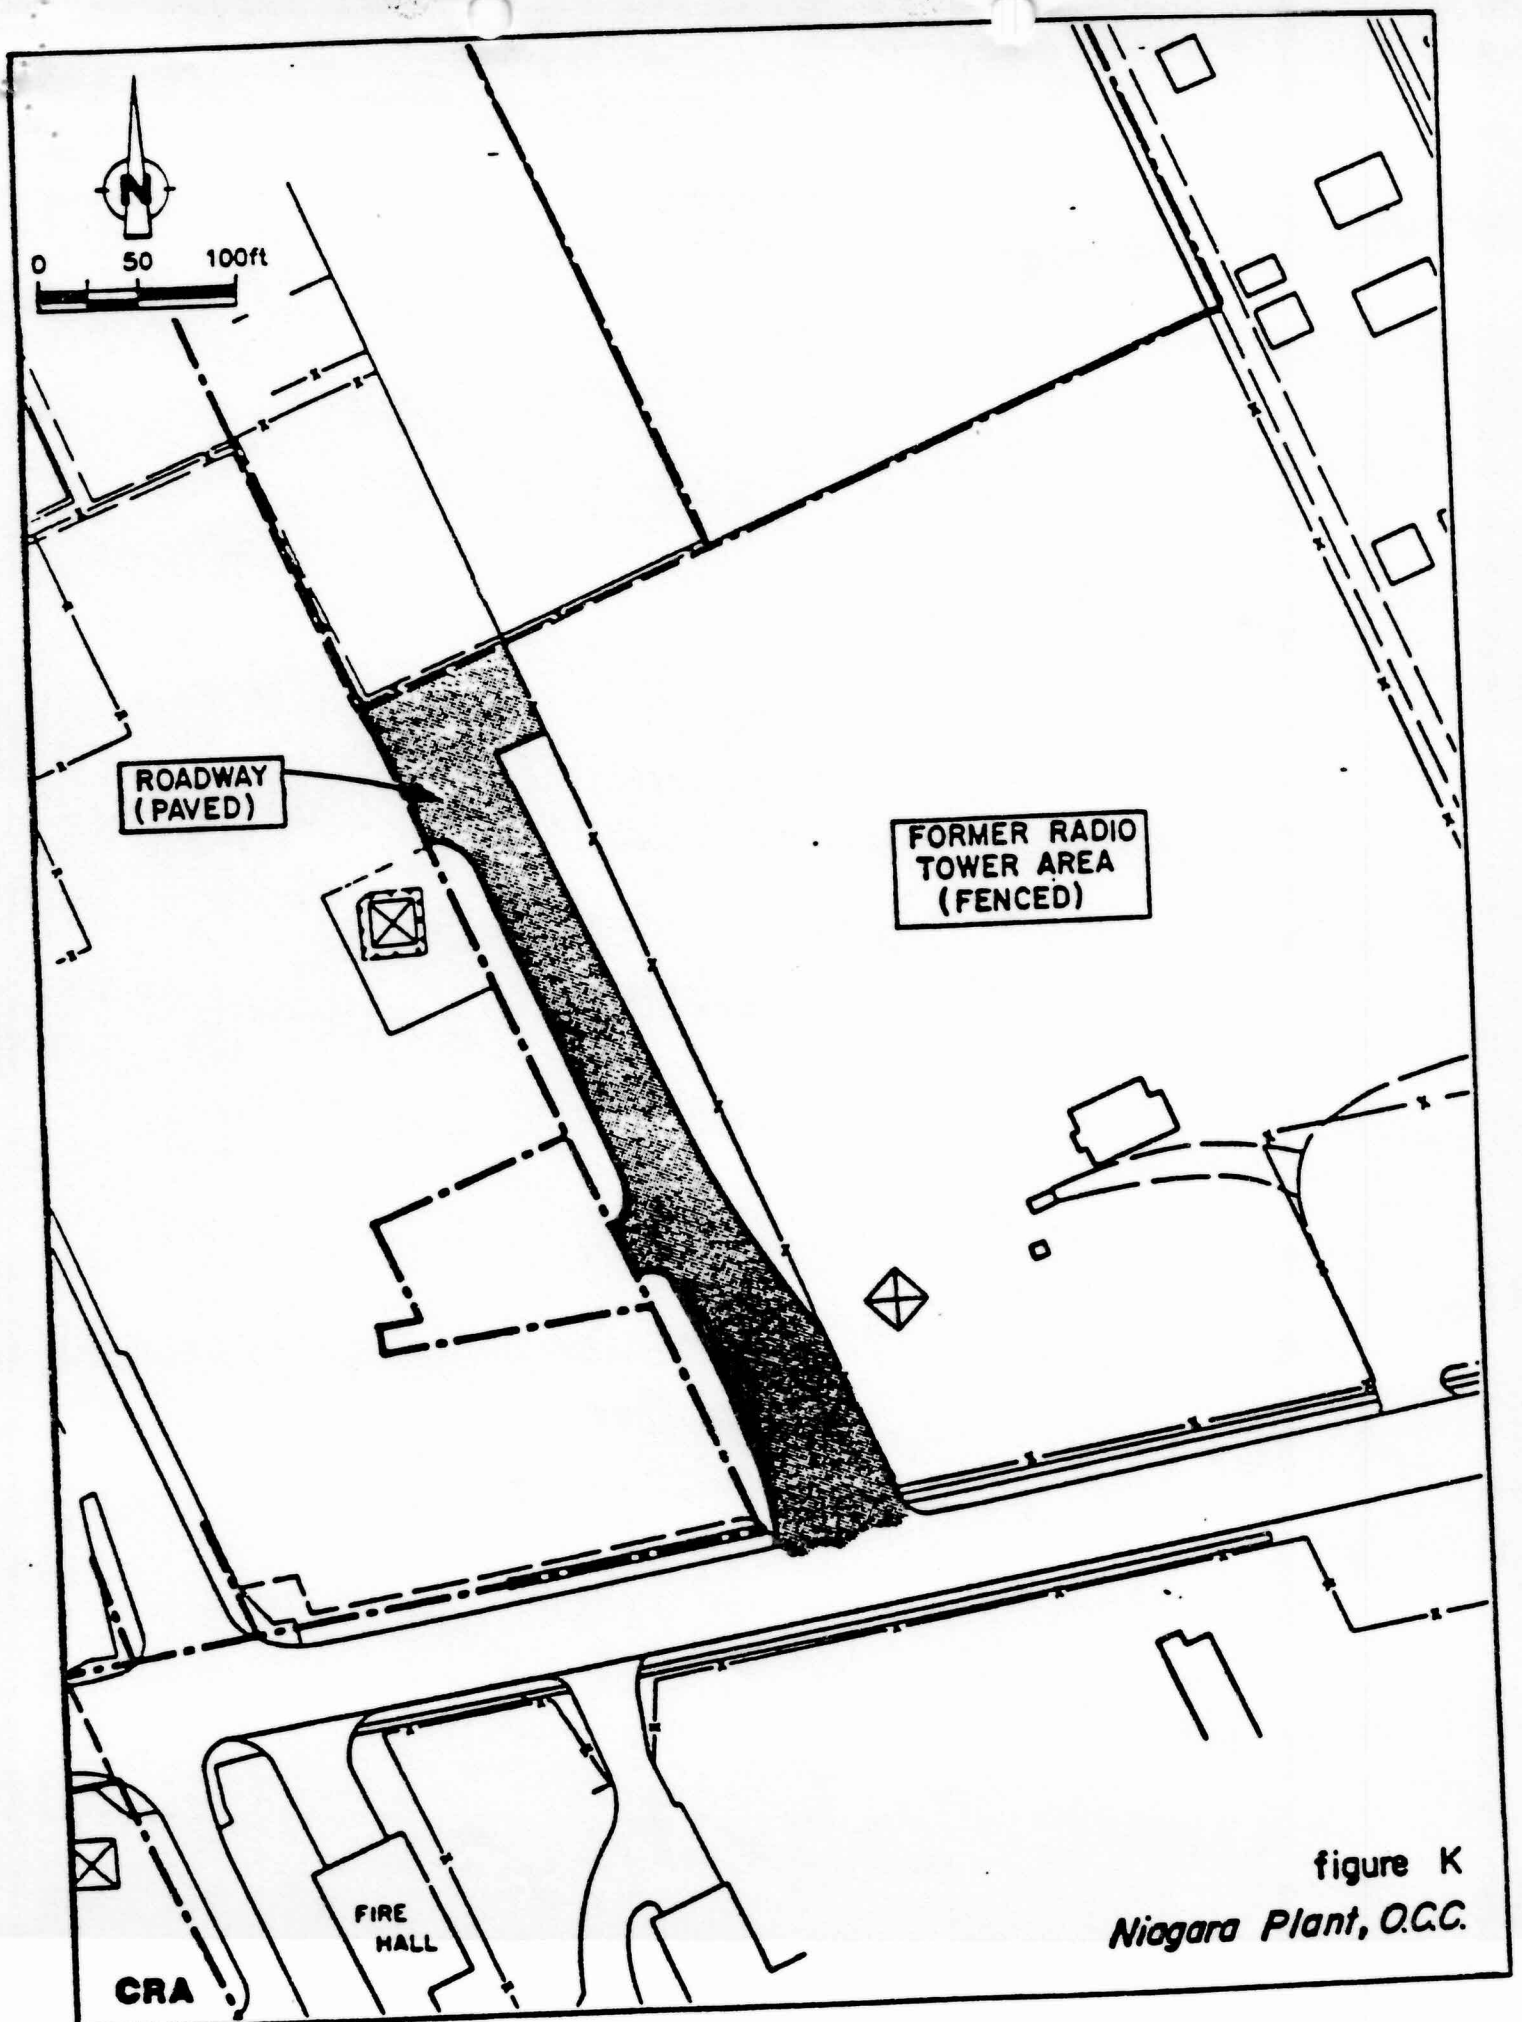 N
0 50 100ft
ROADWAY
(PAVED)
FORMER RADIO
TOWER AREA
(FENCED)
FIRE
HALL
figure K
Niagara Plant, O.C.C.
CRA